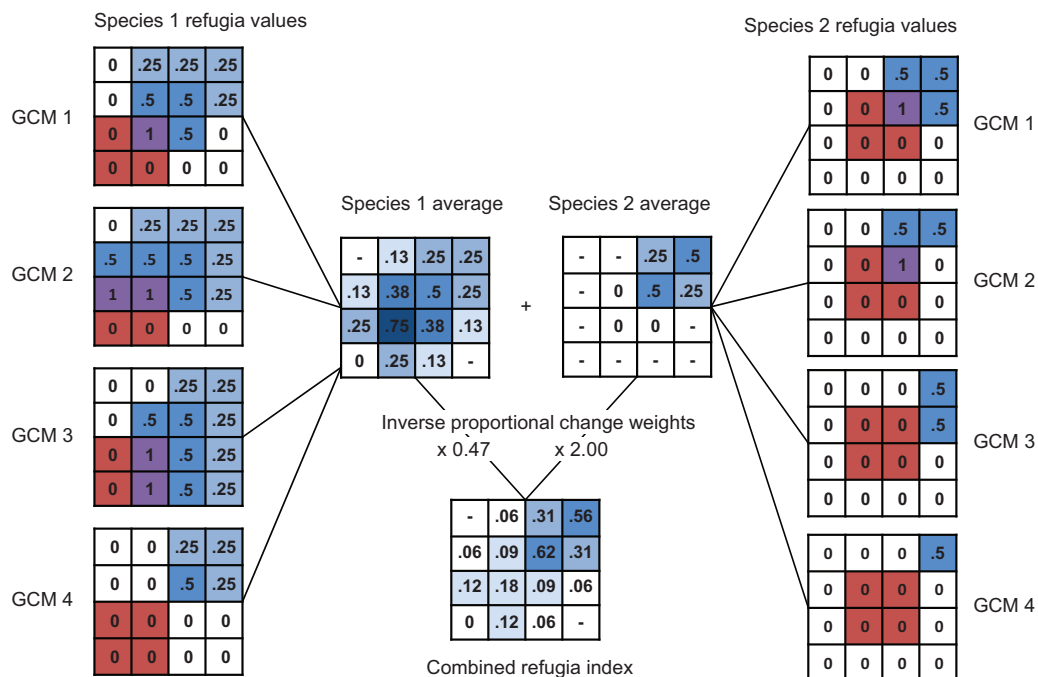 Species 1 refugia values
GCM 1
0 .25 .25 .25
0 .5 .5 .25
0 1 .5 0
0 0 0 0
GCM 2
0 .25 .25 .25
.5 .5 .5 .25
1 1 .5 .25
0 0 0 0
GCM 3
0 0 .25 .25
0 .5 .5 .25
0 1 .5 .25
0 1 .5 .25
GCM 4
0 0 .25 .25
0 0 .5 .25
0 0 0 0
0 0 0 0
Species 1 average
- .13 .25 .25
.13 .38 .5 .25
.25 .75 .38 .13
0 .25 .13 -
+
Species 2 average
- - .25 .5
- 0 .5 .25
- 0 0 -
- - - -
Inverse proportional change weights
x 0.47 x 2.00
- .06 .31 .56
.06 .09 .62 .31
.12 .18 .09 .06
0 .12 .06 -
Combined refugia index
Species 2 refugia values
GCM 1
0 0 .5 .5
0 0 1 .5
0 0 0 0
0 0 0 0
GCM 2
0 0 .5 .5
0 0 1 0
0 0 0 0
0 0 0 0
GCM 3
0 0 0 .5
0 0 0 .5
0 0 0 0
0 0 0 0
GCM 4
0 0 0 .5
0 0 0 0
0 0 0 0
0 0 0 0